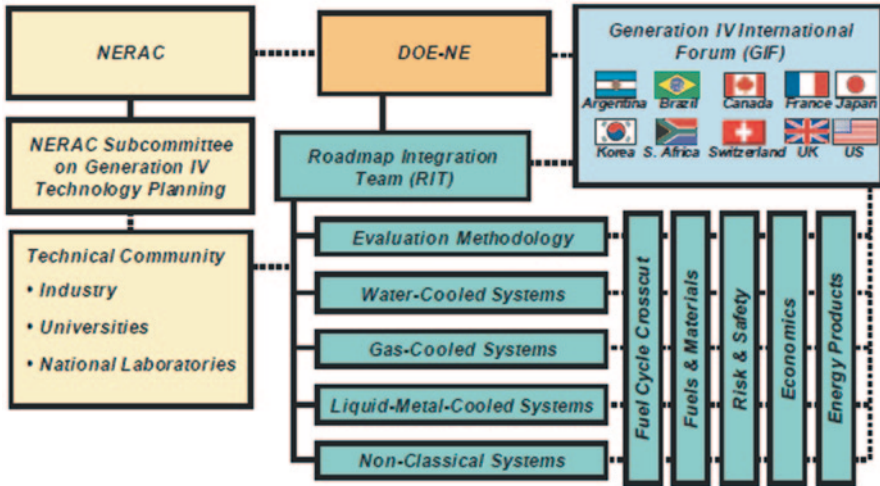 NERAC
DOE-NE
Generation IV International
Forum (GIF)
Argentina Brazil Canada France Japan
Korea S. Africa Switzerland UK US
NERAC Subcommittee
on Generation IV
Technology Planning
Roadmap Integration
Team (RIT)
Technical Community
• Industry
• Universities
• National Laboratories
Evaluation Methodology
Water-Cooled Systems
Gas-Cooled Systems
Liquid-Metal-Cooled Systems
Non-Classical Systems
Fuel Cycle Crosscut
Fuels & Materials
Risk & Safety
Economics
Energy Products